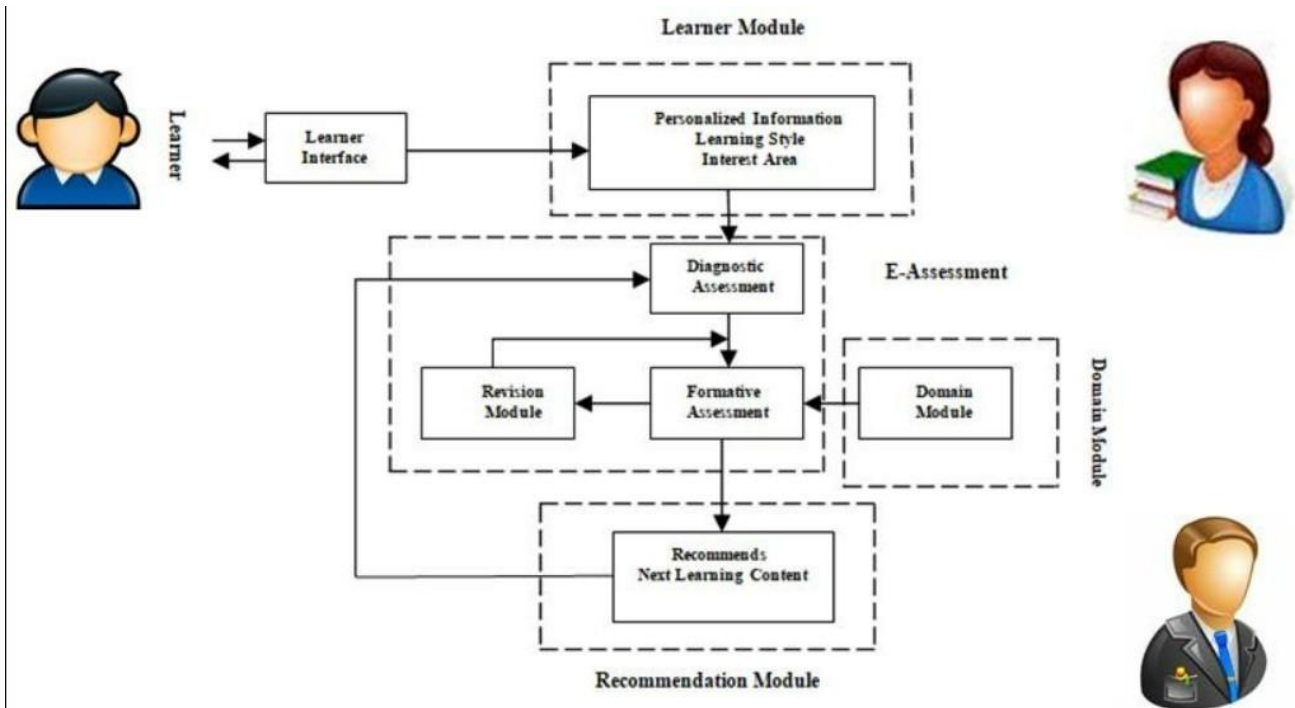 Learner Module
Learner
Learner
Interface
Personalized Information
Learning Style
Interest Area
Diagnostic
Assessment
E-Assessment
Revision
Module
Formative
Assessment
Domain
Module
Domain Module
Recommends
Next Learning Content
Recommendation Module